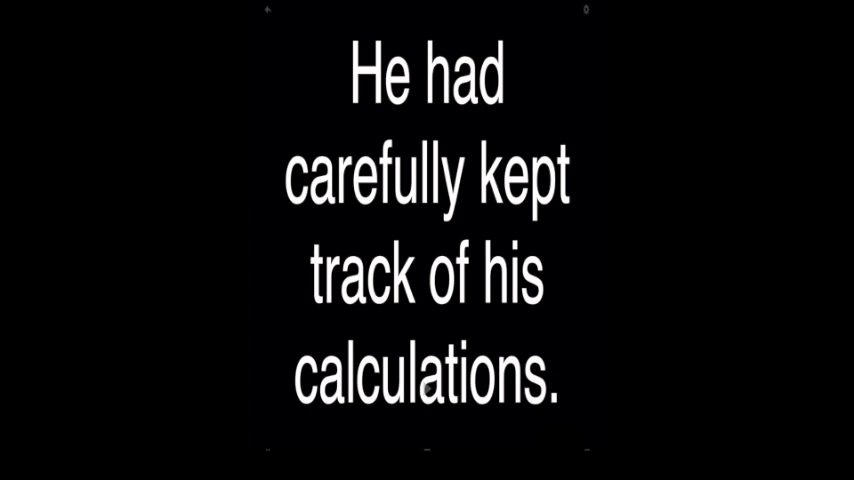 He had
carefully kept
track of his
calculations.